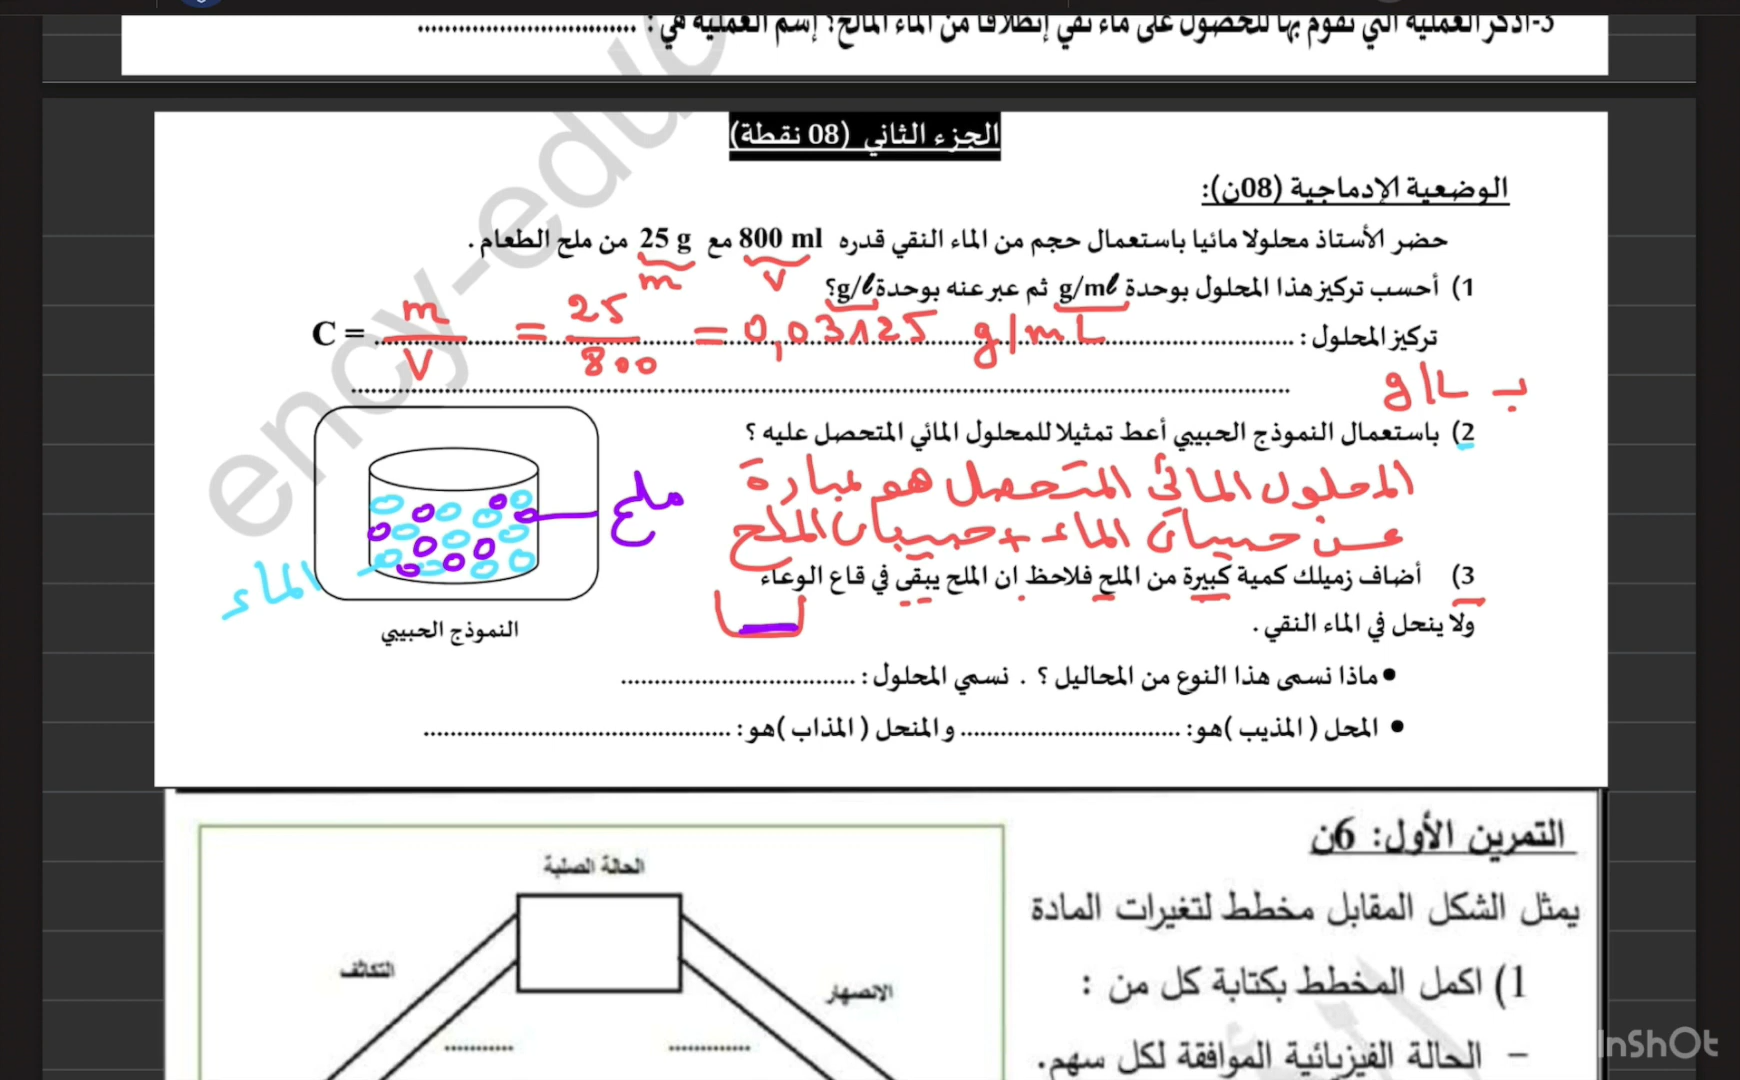 3-اذكر العملية التي نقوم بها للحصول على ماء نقي إنطلاقا من الماء المالح؟ إسم العملية هي : ................................
الجزء الثاني (08 نقطة)
الوضعية الإدماجية (08ن):
حضر الأستاذ محلولا مائيا باستعمال حجم من الماء النقي قدره 800 ml مع 25 g من ملح الطعام .
m
V
1) أحسب تركيز هذا المحلول بوحدة g/mℓ ثم عبر عنه بوحدة g/ℓ؟
تركيز المحلول : C = m/V = 25/800 = 0,03125 g/mL
ب g/L
2) باستعمال النموذج الحبيبي أعط تمثيلا للمحلول المائي المتحصل عليه ؟
المحلول المائي المتحصل هو عبارة
عن حبيبات الماء + حبيبات الملح
ملح
الماء
النموذج الحبيبي
3) أضاف زميلك كمية كبيرة من الملح فلاحظ ان الملح يبقى في قاع الوعاء
ولا ينحل في الماء النقي .
• ماذا نسمى هذا النوع من المحاليل ؟ . نسمي المحلول : ..................................
• المحل ( المذيب )هو: ................................ والمنحل ( المذاب )هو: .............................................
التمرين الأول: 6ن
يمثل الشكل المقابل مخطط لتغيرات المادة
1) اكمل المخطط بكتابة كل من :
– الحالة الفيزيائية الموافقة لكل سهم.
الحالة الصلبة
التكاثف
الانصهار
...........
............
ency-edu
InShOt